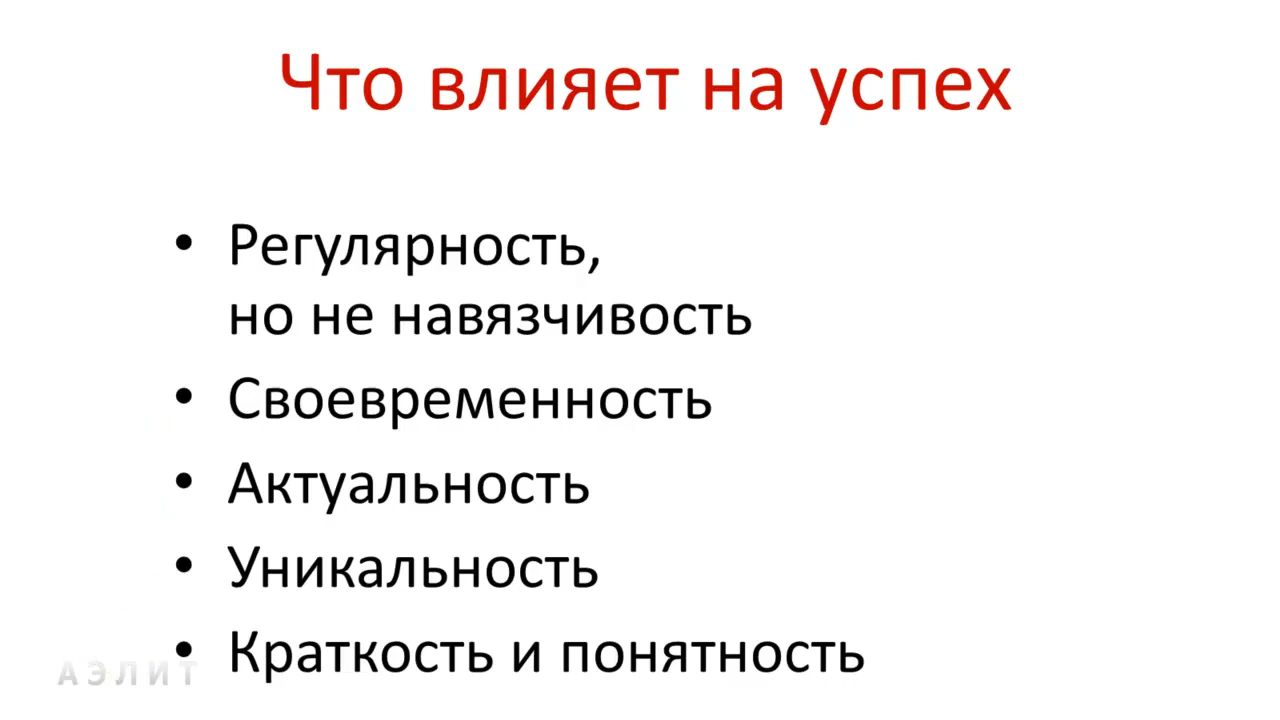 Что влияет на успех
• Регулярность,
но не навязчивость
• Своевременность
• Актуальность
• Уникальность
• Краткость и понятность
АЭЛИТ